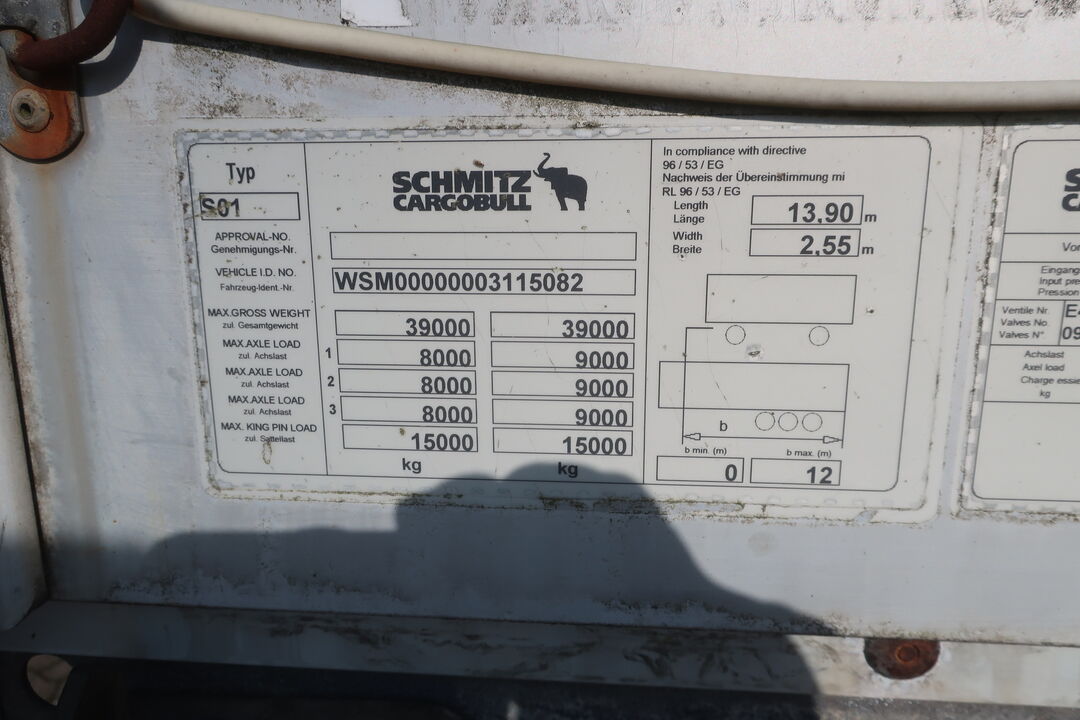 Typ
S01
SCHMITZ
CARGOBULL
APPROVAL-NO.
Genehmigungs-Nr.
VEHICLE I.D. NO.
Fahrzeug-Ident.-Nr.
WSM00000003115082
MAX.GROSS WEIGHT
zul. Gesamtgewicht
39000 39000
MAX.AXLE LOAD
zul. Achslast
1 8000 9000
MAX.AXLE LOAD
zul. Achslast
2 8000 9000
MAX.AXLE LOAD
zul. Achslast
3 8000 9000
MAX. KING PIN LOAD
zul. Sattellast
15000 15000
kg kg
In compliance with directive
96 / 53 / EG
Nachweis der Übereinstimmung mi
RL 96 / 53 / EG
Length
Länge
13,90 m
Width
Breite
2,55 m
b
b min. (m) b max. (m)
0 12
Eingang
Ventile Nr.
Valves No.
Valves N°
Achslast
Axel load
Charge essie
kg